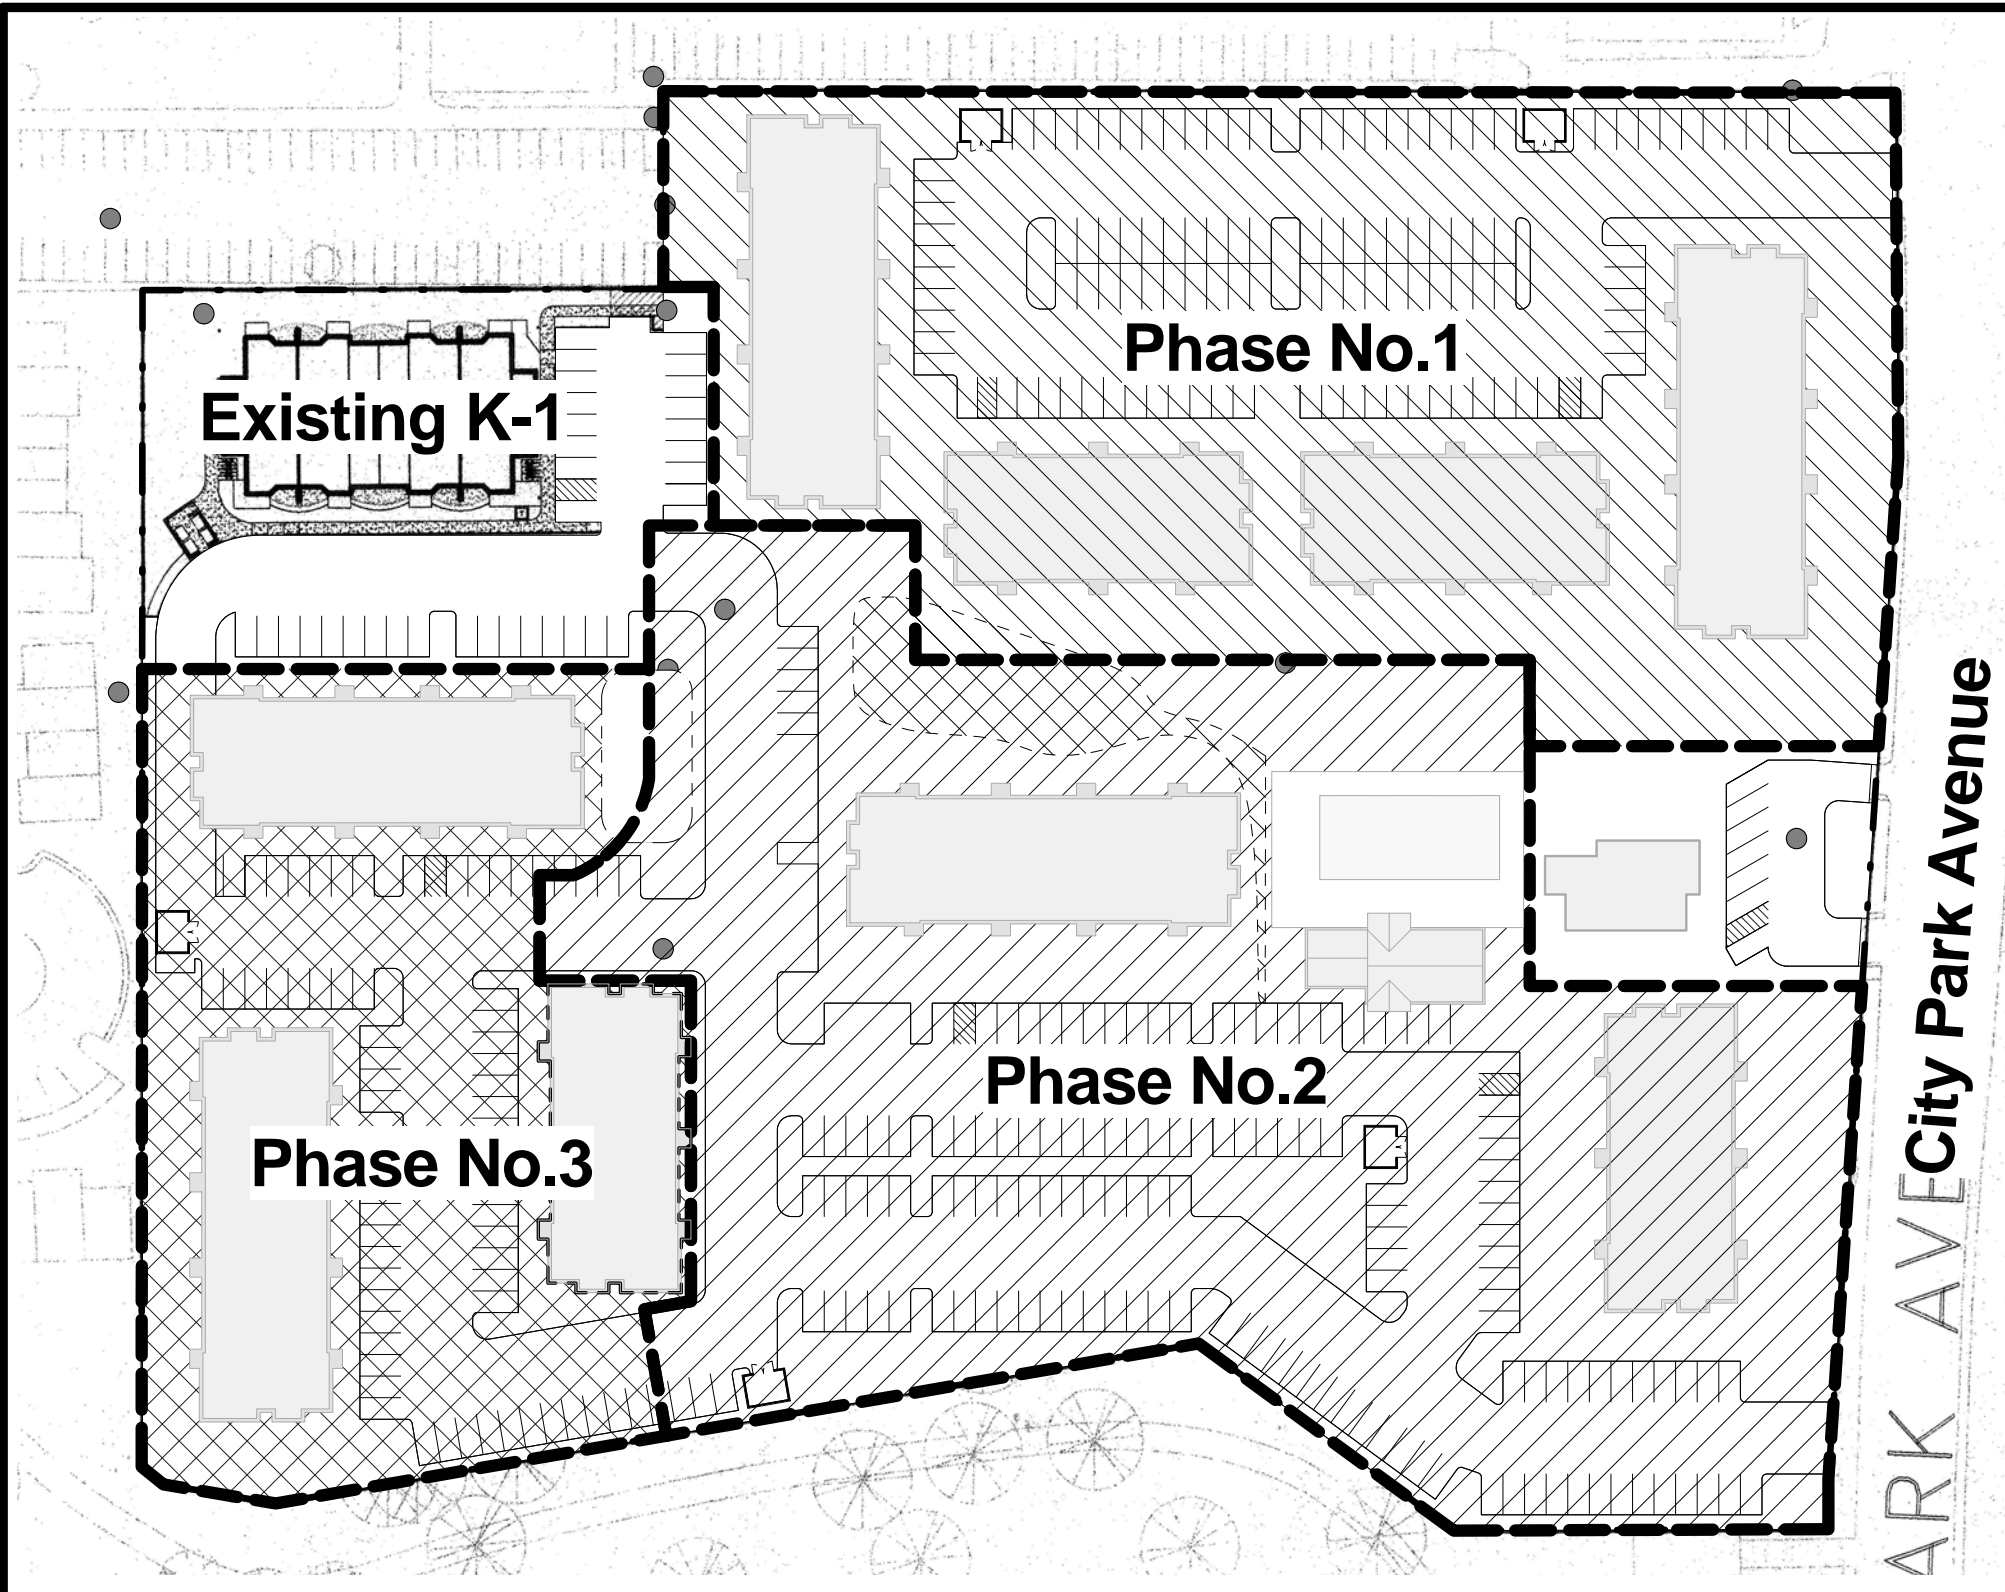 Phase No.1
Existing K-1
City Park Avenue
Phase No.2
Phase No.3
ARK AVE